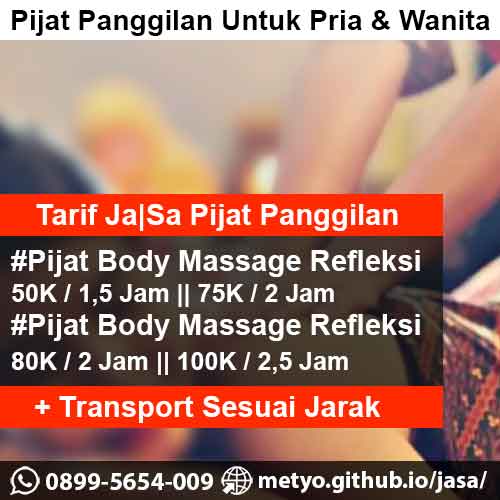 Pijat Panggilan Untuk Pria & Wanita
Tarif Ja|Sa Pijat Panggilan
#Pijat Body Massage Refleksi
50K / 1,5 Jam || 75K / 2 Jam
#Pijat Body Massage Refleksi
80K / 2 Jam || 100K / 2,5 Jam
+ Transport Sesuai Jarak
0899-5654-009 metyo.github.io/jasa/